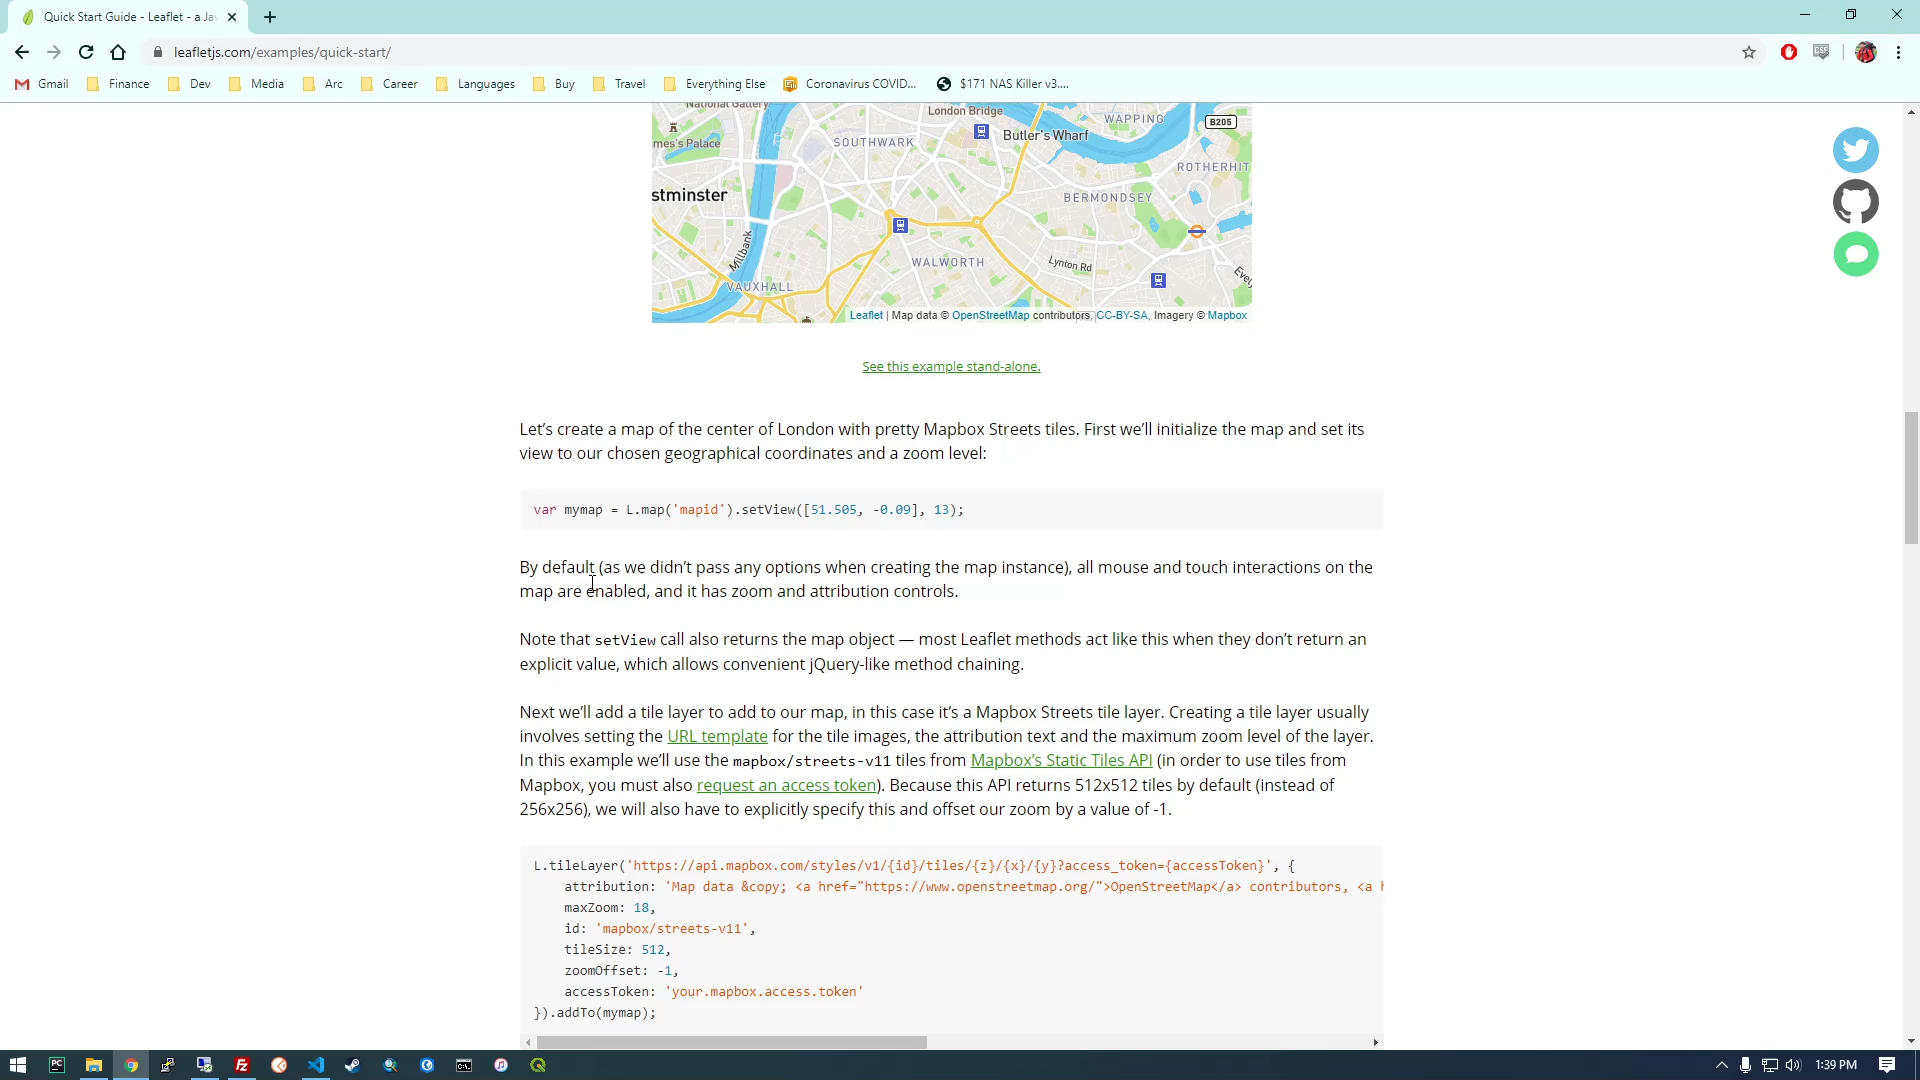 Quick Start Guide - Leaflet - a Ja
leafletjs.com/examples/quick-start/
Gmail Finance Dev Media Arc Career Languages Buy Travel Everything Else Coronavirus COVID... $171 NAS Killer v3....
National Gallery
London Bridge
WAPPING
B205
Butler's Wharf
mes's Palace
SOUTHWARK
ROTHERHIT
stminster
BERMONDSEY
Millbank
WALWORTH
Lynton Rd
VAUXHALL
Leaflet | Map data © OpenStreetMap contributors, CC-BY-SA, Imagery © Mapbox
See this example stand-alone.
Let’s create a map of the center of London with pretty Mapbox Streets tiles. First we’ll initialize the map and set its
view to our chosen geographical coordinates and a zoom level:
var mymap = L.map('mapid').setView([51.505, -0.09], 13);
By default (as we didn’t pass any options when creating the map instance), all mouse and touch interactions on the
map are enabled, and it has zoom and attribution controls.
Note that setView call also returns the map object — most Leaflet methods act like this when they don’t return an
explicit value, which allows convenient jQuery-like method chaining.
Next we’ll add a tile layer to add to our map, in this case it’s a Mapbox Streets tile layer. Creating a tile layer usually
involves setting the URL template for the tile images, the attribution text and the maximum zoom level of the layer.
In this example we’ll use the mapbox/streets-v11 tiles from Mapbox’s Static Tiles API (in order to use tiles from
Mapbox, you must also request an access token). Because this API returns 512x512 tiles by default (instead of
256x256), we will also have to explicitly specify this and offset our zoom by a value of -1.
L.tileLayer('https://api.mapbox.com/styles/v1/{id}/tiles/{z}/{x}/{y}?access_token={accessToken}', {
attribution: 'Map data &copy; <a href="https://www.openstreetmap.org/">OpenStreetMap</a> contributors, <a h
maxZoom: 18,
id: 'mapbox/streets-v11',
tileSize: 512,
zoomOffset: -1,
accessToken: 'your.mapbox.access.token'
}).addTo(mymap);
1:39 PM